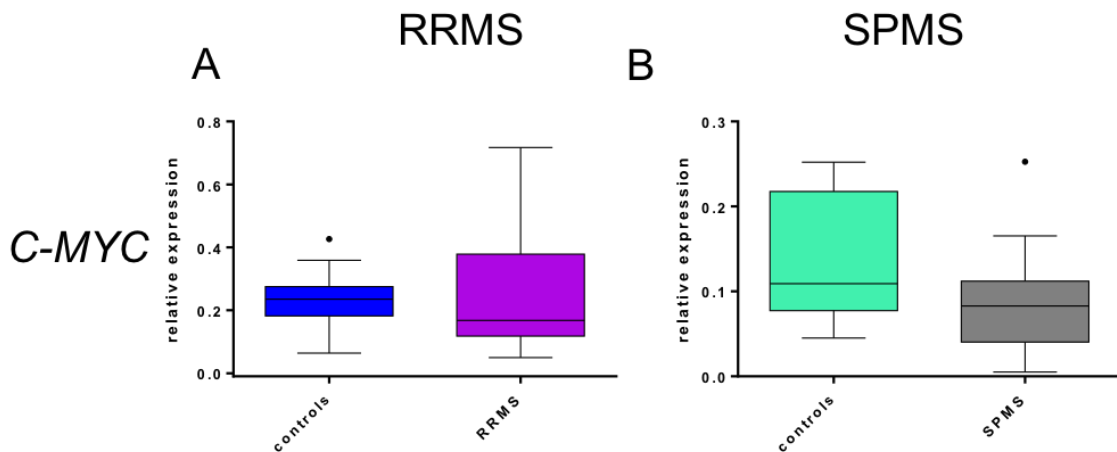 RRMS
SPMS
A
B
C-MYC
relative expression
0.8
0.6
0.4
0.2
0.0
controls
RRMS
relative expression
0.3
0.2
0.1
0.0
controls
SPMS